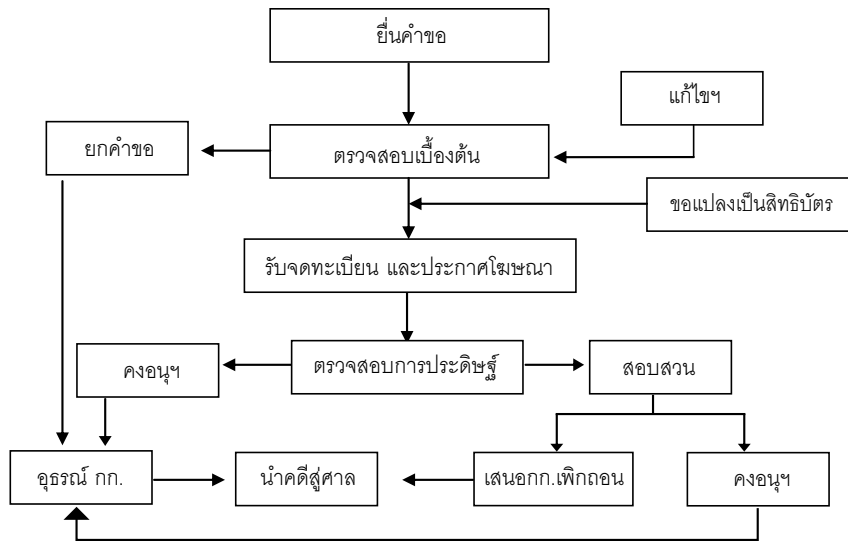 ยื่นคำขอ
แก้ไขฯ
ยกคำขอ
ตรวจสอบเบื้องต้น
ขอแปลงเป็นสิทธิบัตร
รับจดทะเบียน และประกาศโฆษณา
คงอนุฯ
ตรวจสอบการประดิษฐ์
สอบสวน
อุธรณ์ กก.
นำคดีสู่ศาล
เสนอกก.เพิกถอน
คงอนุฯ